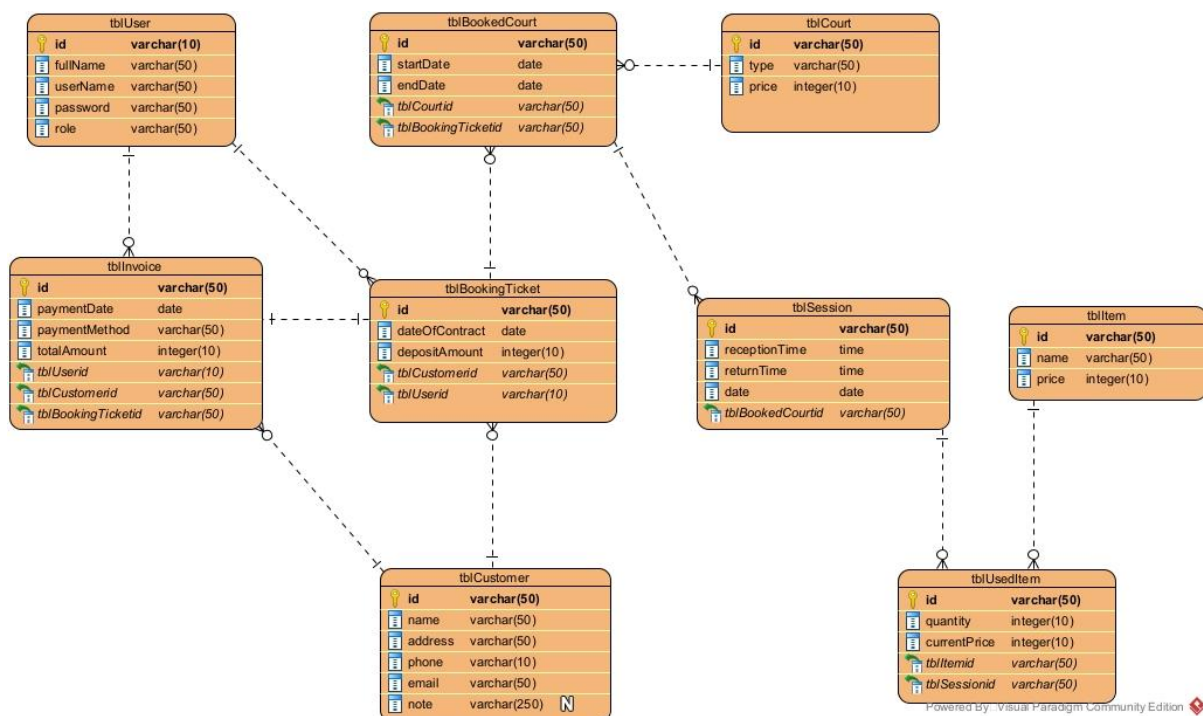 tblUser
id varchar(10)
fullName varchar(50)
userName varchar(50)
password varchar(50)
role varchar(50)
tblBookedCourt
id varchar(50)
startDate date
endDate date
tblCourtid varchar(50)
tblBookingTicketid varchar(50)
tblCourt
id varchar(50)
type varchar(50)
price integer(10)
tblInvoice
id varchar(50)
paymentDate date
paymentMethod varchar(50)
totalAmount integer(10)
tblUserid varchar(10)
tblCustomerid varchar(50)
tblBookingTicketid varchar(50)
tblBookingTicket
id varchar(50)
dateOfContract date
depositAmount integer(10)
tblCustomerid varchar(50)
tblUserid varchar(10)
tblSession
id varchar(50)
receptionTime time
returnTime time
date date
tblBookedCourtid varchar(50)
tblItem
id varchar(50)
name varchar(50)
price integer(10)
tblCustomer
id varchar(50)
name varchar(50)
address varchar(50)
phone varchar(10)
email varchar(50)
note varchar(250) N
tblUsedItem
id varchar(50)
quantity integer(10)
currentPrice integer(10)
tblItemid varchar(50)
tblSessionid varchar(50)
Powered By: Visual Paradigm Community Edition